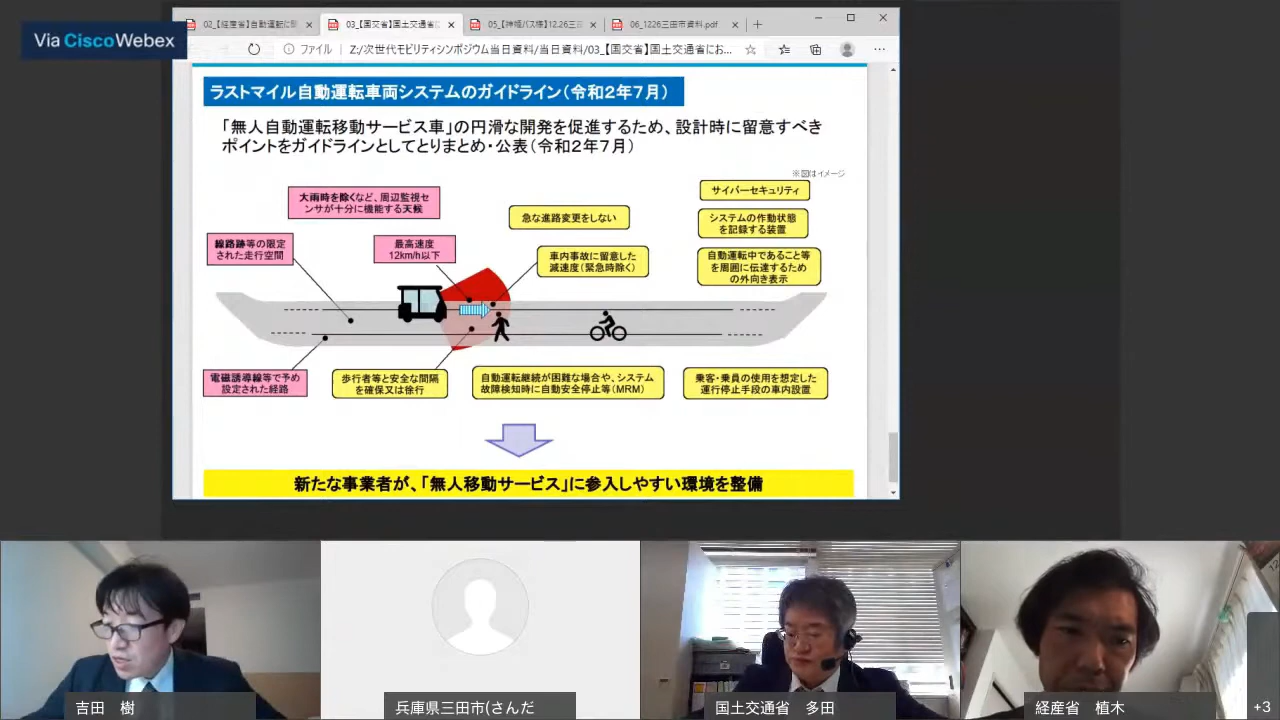 Via CiscoWebex
02_【経産省】自動運転に関
03_【国交省】国土交通省に
05_【神姫バス様】12.26三田
06_1226三田市資料.pdf
ファイル
Z:/次世代モビリティシンポジウム当日資料/当日資料/03_【国交省】国土交通省にお...
ラストマイル自動運転車両システムのガイドライン(令和2年7月)
「無人自動運転移動サービス車」の円滑な開発を促進するため、設計時に留意すべき
ポイントをガイドラインとしてとりまとめ・公表(令和2年7月)
※図はイメージ
大雨時を除くなど、周辺監視セ
ンサが十分に機能する天候
急な進路変更をしない
サイバーセキュリティ
システムの作動状態
を記録する装置
線路跡等の限定
された走行空間
最高速度
12km/h以下
車内事故に留意した
減速度(緊急時除く)
自動運転中であること等
を周囲に伝達するため
の外向き表示
電磁誘導線等で予め
設定された経路
歩行者等と安全な間隔
を確保又は徐行
自動運転継続が困難な場合や、システム
故障検知時に自動安全停止等(MRM)
乗客・乗員の使用を想定した
運行停止手段の車内設置
新たな事業者が、「無人移動サービス」に参入しやすい環境を整備
吉田 樹
兵庫県三田市(さんだ
国土交通省 多田
経産省 植木
+3